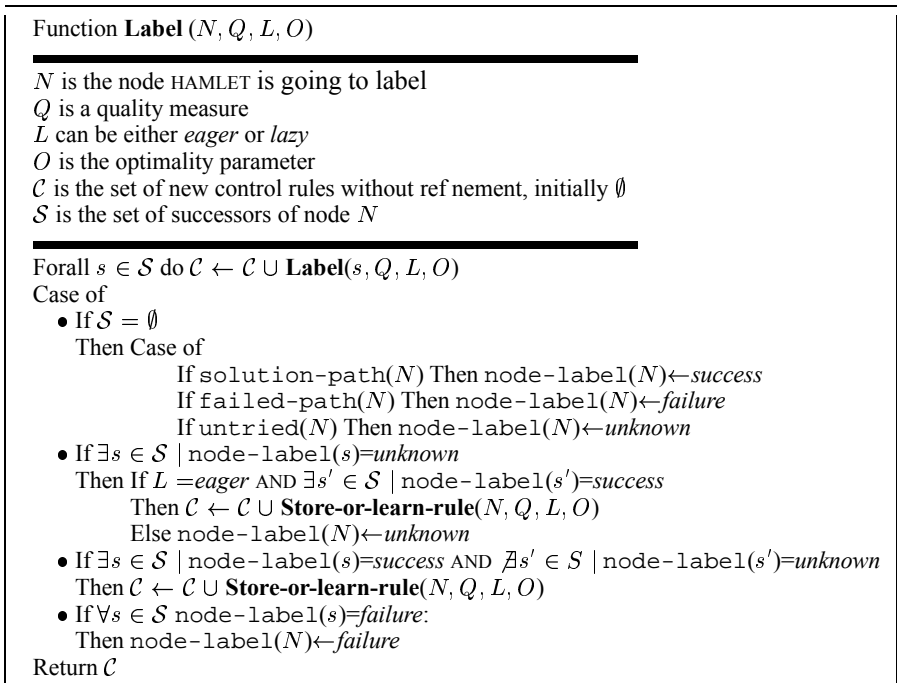 Function Label (N, Q, L, O)
N is the node HAMLET is going to label
Q is a quality measure
L can be either eager or lazy
O is the optimality parameter
𝒞 is the set of new control rules without ref nement, initially ∅
𝒮 is the set of successors of node N
Forall s ∈ 𝒮 do 𝒞 ← 𝒞 ∪ Label(s, Q, L, O)
Case of
• If 𝒮 = ∅
Then Case of
If solution-path(N) Then node-label(N)←success
If failed-path(N) Then node-label(N)←failure
If untried(N) Then node-label(N)←unknown
• If ∃s ∈ 𝒮 | node-label(s)=unknown
Then If L =eager AND ∃s′ ∈ 𝒮 | node-label(s′)=success
Then 𝒞 ← 𝒞 ∪ Store-or-learn-rule(N, Q, L, O)
Else node-label(N)←unknown
• If ∃s ∈ 𝒮 | node-label(s)=success AND ∄s′ ∈ S | node-label(s′)=unknown
Then 𝒞 ← 𝒞 ∪ Store-or-learn-rule(N, Q, L, O)
• If ∀s ∈ 𝒮 node-label(s)=failure:
Then node-label(N)←failure
Return 𝒞